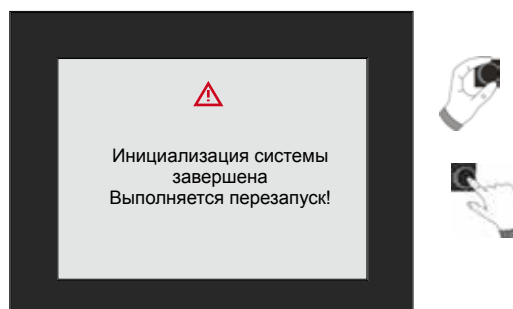 Инициализация системы
завершена
Выполняется перезапуск!